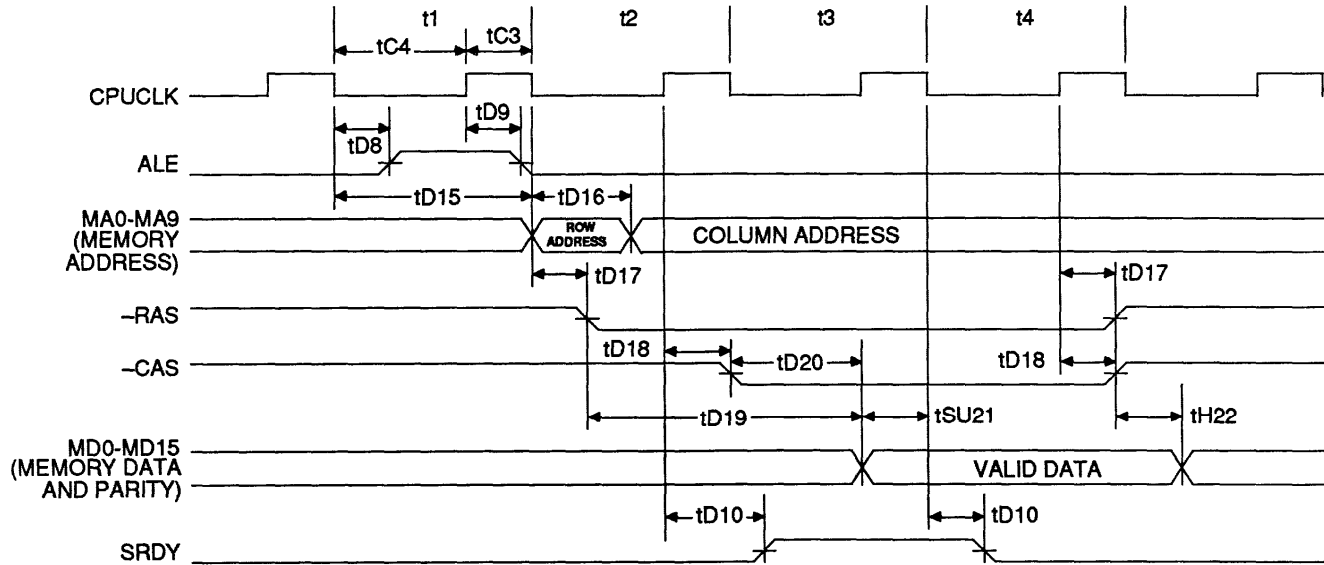 t1 t2 t3 t4
tC4 tC3
CPUCLK
tD9
tD8
ALE
tD15 tD16
MA0-MA9
(MEMORY
ADDRESS)
ROW
ADDRESS
COLUMN ADDRESS
tD17 tD17
~RAS
tD18 tD20 tD18
~CAS
tD19 tSU21 tH22
MD0-MD15
(MEMORY DATA
AND PARITY)
VALID DATA
tD10 tD10
SRDY